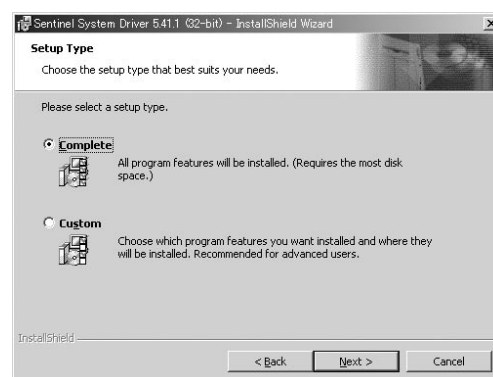 Sentinel System Driver 5.41.1 (32-bit) - InstallShield Wizard
Setup Type
Choose the setup type that best suits your needs.
Please select a setup type.
Complete
All program features will be installed. (Requires the most disk
space.)
Custom
Choose which program features you want installed and where they
will be installed. Recommended for advanced users.
InstallShield
< Back Next > Cancel